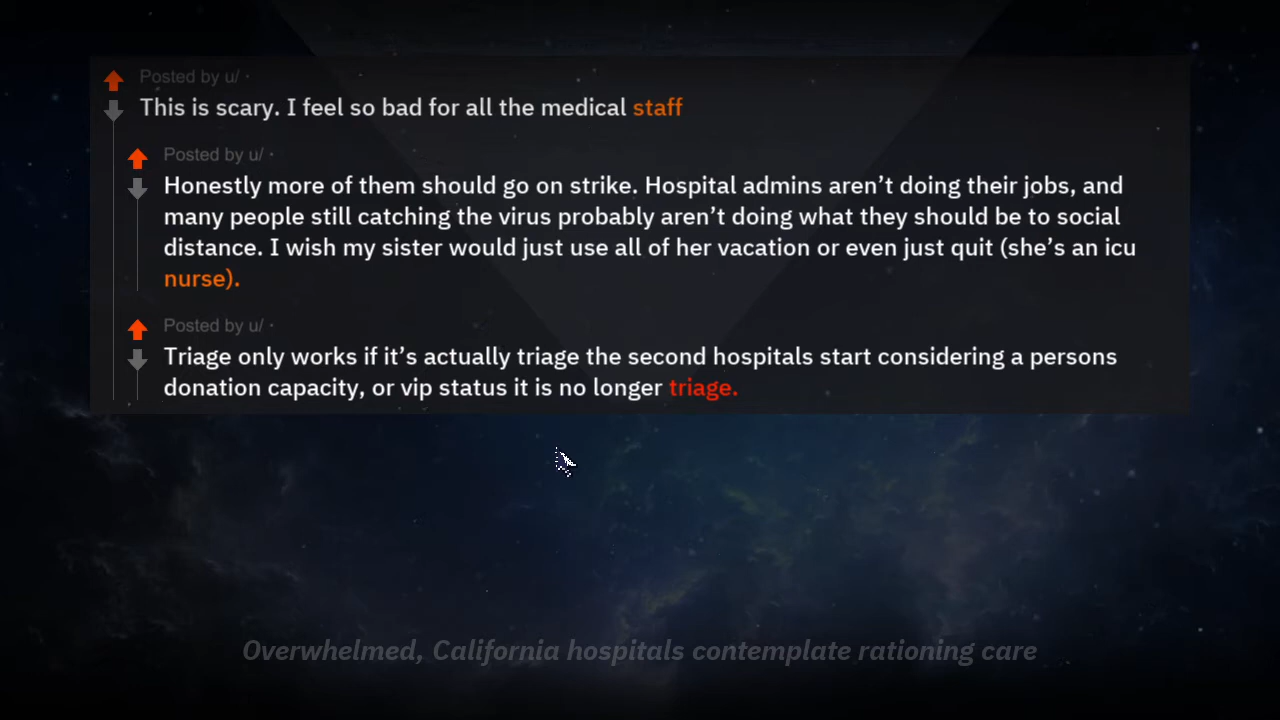 Posted by u/ ·
This is scary. I feel so bad for all the medical staff
Posted by u/ ·
Honestly more of them should go on strike. Hospital admins aren’t doing their jobs, and
many people still catching the virus probably aren’t doing what they should be to social
distance. I wish my sister would just use all of her vacation or even just quit (she’s an icu
nurse).
Posted by u/ ·
Triage only works if it’s actually triage the second hospitals start considering a persons
donation capacity, or vip status it is no longer triage.
Overwhelmed, California hospitals contemplate rationing care